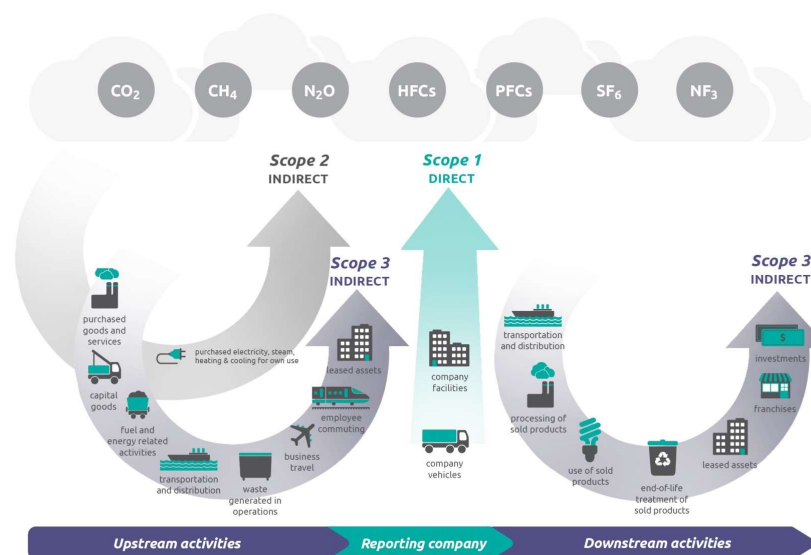 CO₂
CH₄
N₂O
HFCs
PFCs
SF₆
NF₃
Scope 2
INDIRECT
Scope 1
DIRECT
Scope 3
INDIRECT
Scope 3
INDIRECT
purchased
goods and
services
capital
goods
fuel and
energy related
activities
purchased electricity, steam,
heating & cooling for own use
transportation
and distribution
waste
generated in
operations
business
travel
employee
commuting
leased assets
company
facilities
company
vehicles
transportation
and distribution
processing of
sold products
use of sold
products
end-of-life
treatment of
sold products
leased assets
franchises
$
investments
Upstream activities
Reporting company
Downstream activities